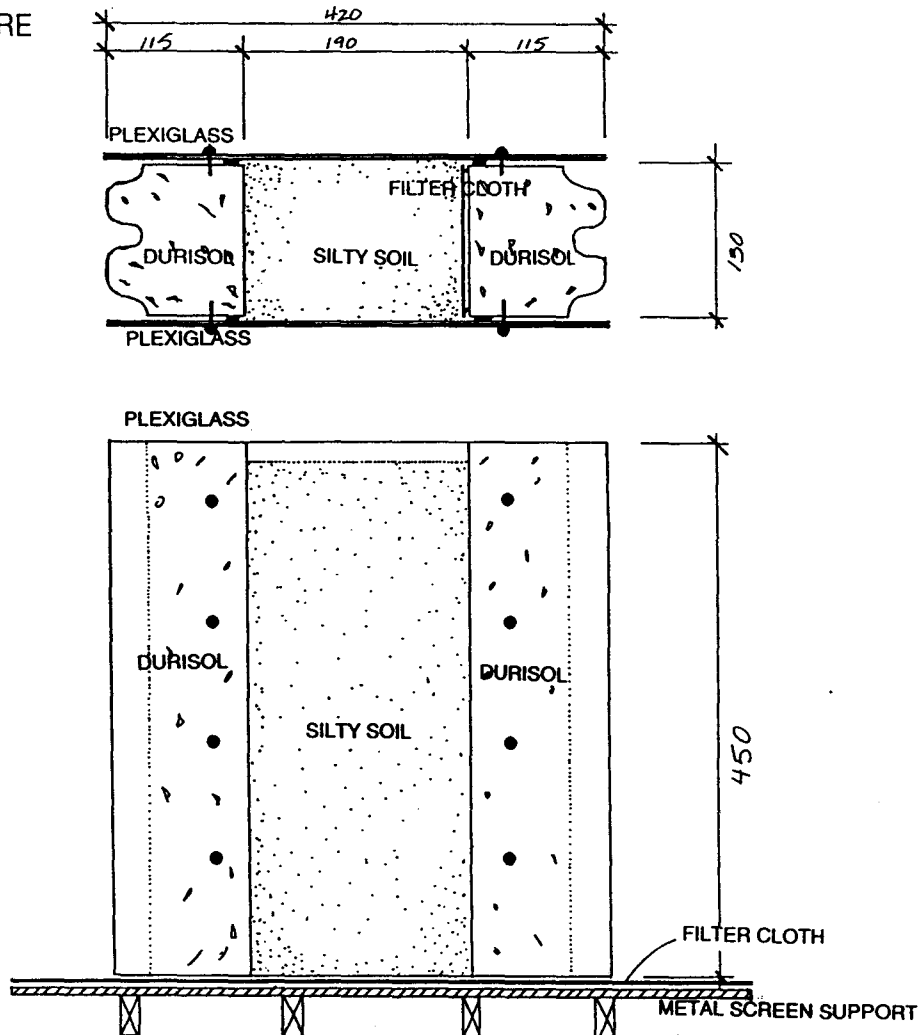 RE
420
115 190 115
PLEXIGLASS
FILTER CLOTH
DURISOL SILTY SOIL DURISOL
130
PLEXIGLASS
PLEXIGLASS
DURISOL DURISOL
SILTY SOIL
450
FILTER CLOTH
METAL SCREEN SUPPORT